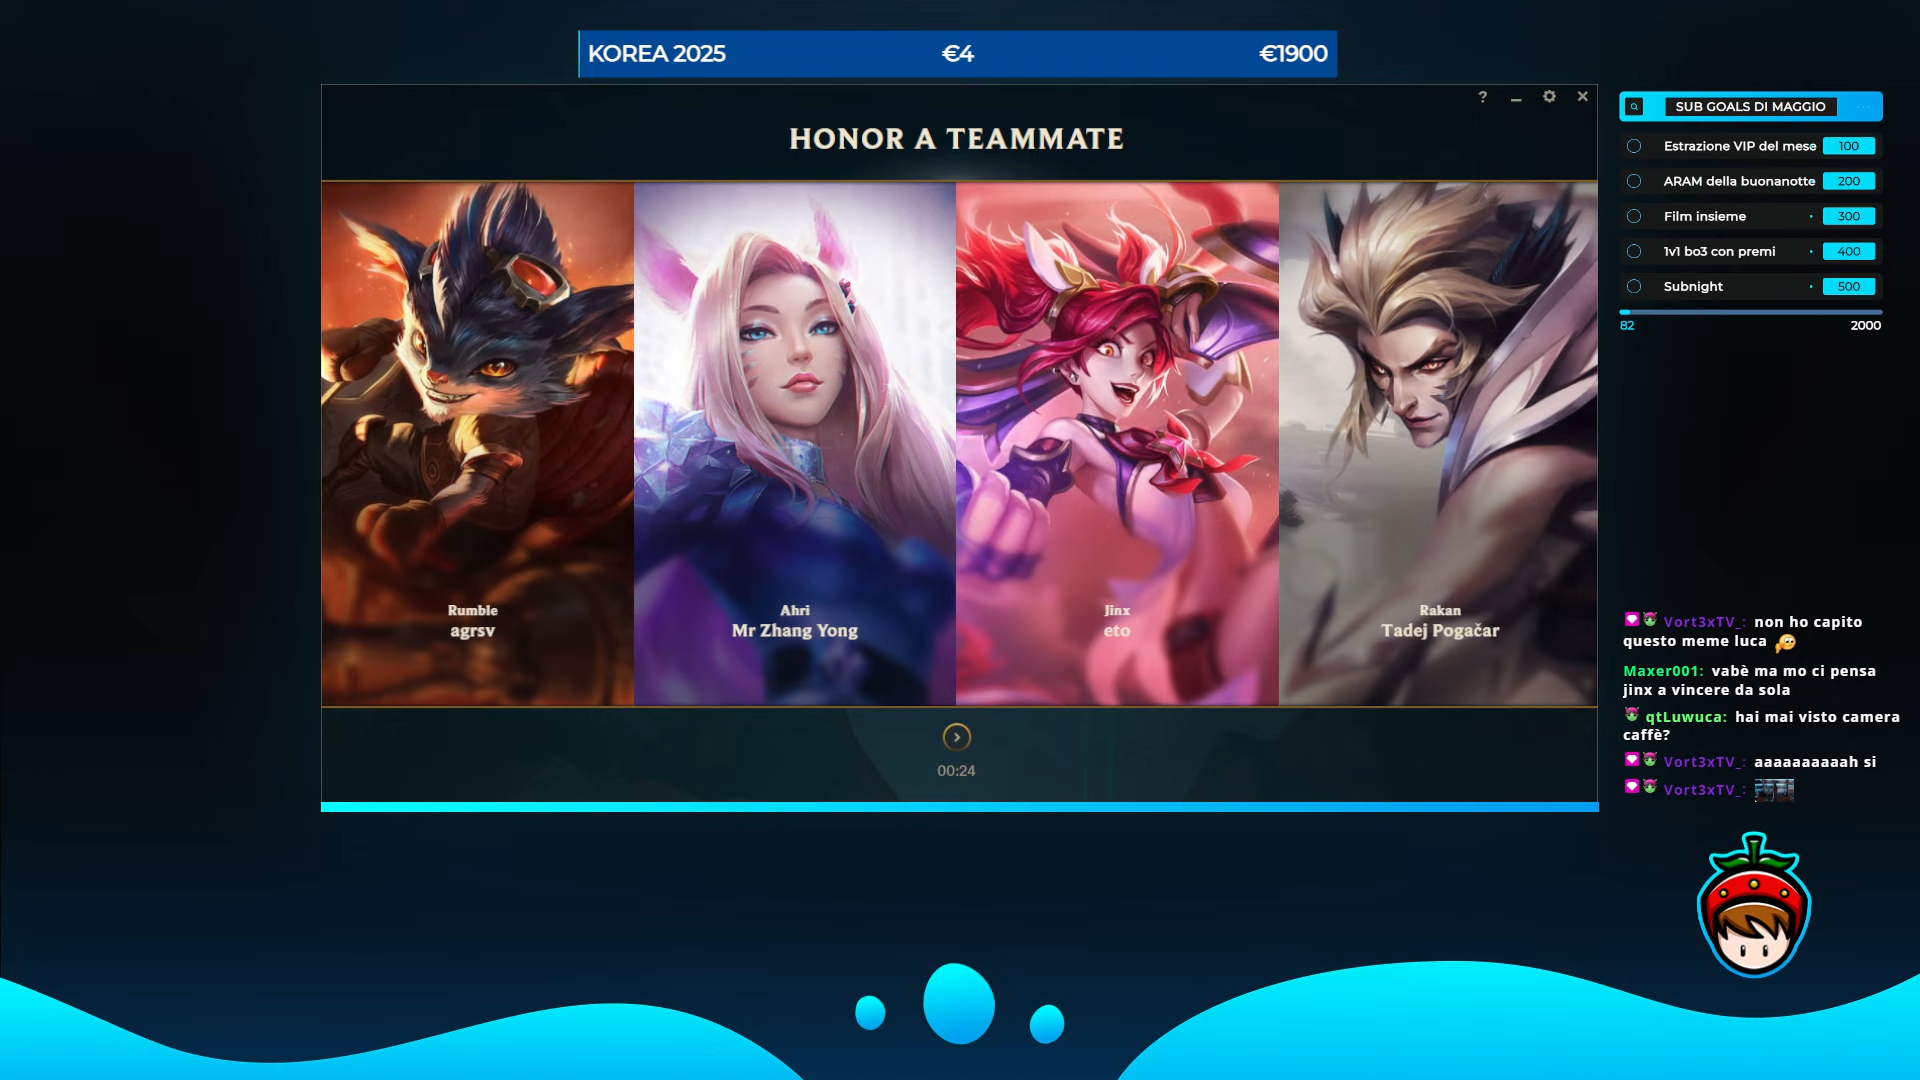 KOREA 2025 €4 €1900
?
HONOR A TEAMMATE
Rumble
agrsv
Ahri
Mr Zhang Yong
Jinx
eto
Rakan
Tadej Pogačar
00:24
SUB GOALS DI MAGGIO
Estrazione VIP del mese 100
ARAM della buonanotte 200
Film insieme 300
1v1 bo3 con premi 400
Subnight 500
82 2000
Vort3xTV_: non ho capito
questo meme luca
Maxer001: vabè ma mo ci pensa
jinx a vincere da sola
qtLuwuca: hai mai visto camera
caffè?
Vort3xTV_: aaaaaaaaaah si
Vort3xTV_: